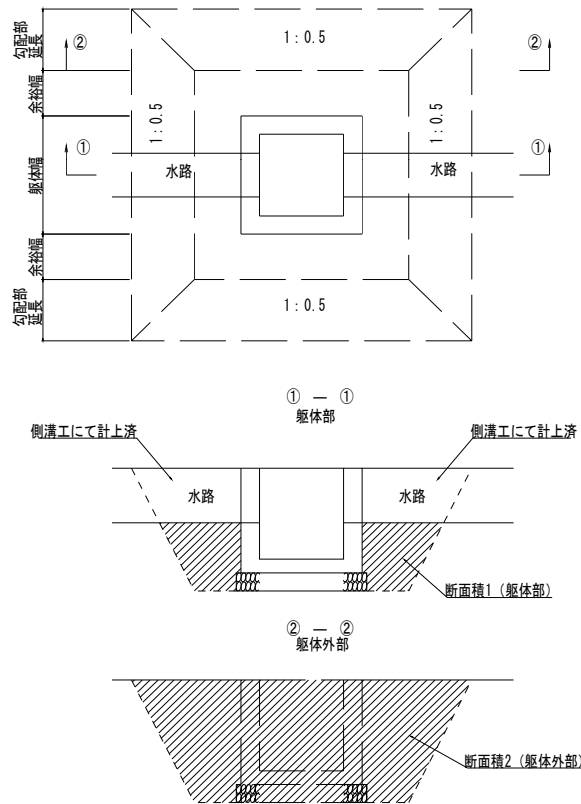 勾配部
延長
余裕幅
躯体幅
余裕幅
勾配部
延長
②
②
1:0.5
1:0.5
1:0.5
①
①
水路
水路
1:0.5
① — ①
躯体部
側溝工にて計上済
側溝工にて計上済
水路
水路
断面積1(躯体部)
② — ②
躯体外部
断面積2(躯体外部)